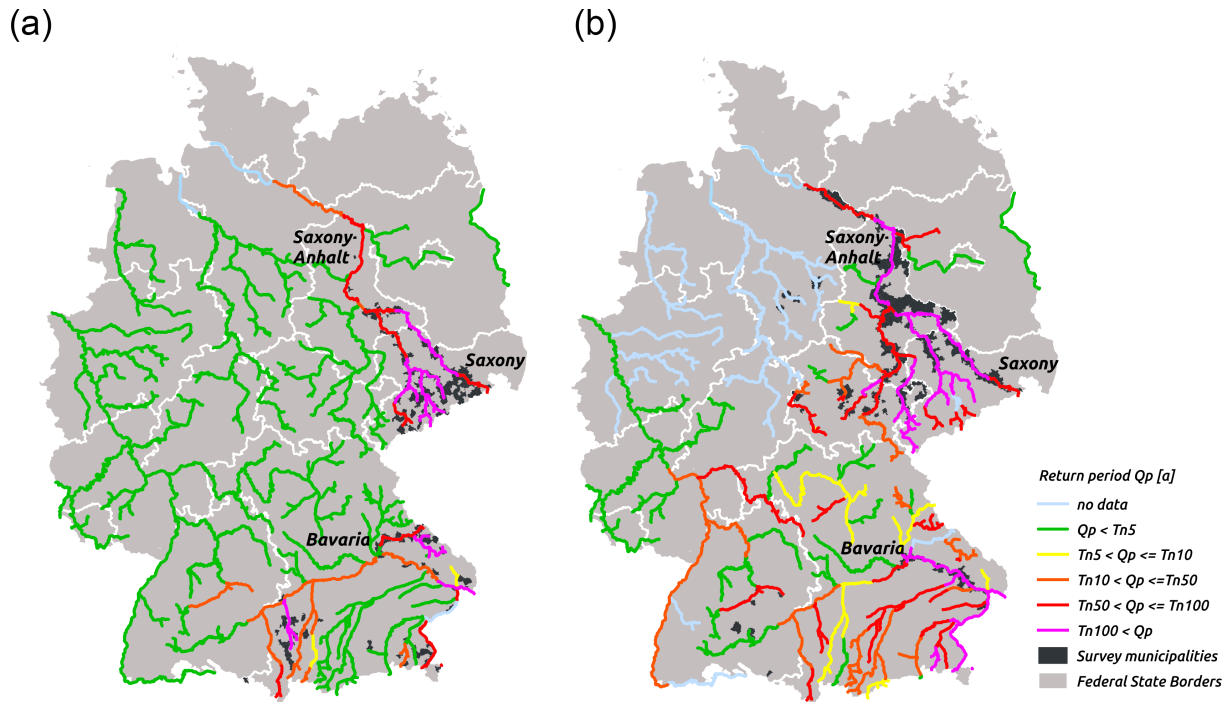 (a)
(b)
Saxony-
Anhalt
Saxony
Bavaria
Saxony-
Anhalt
Saxony
Bavaria
Return period Qp [a]
no data
Qp < Tn5
Tn5 < Qp <= Tn10
Tn10 < Qp <=Tn50
Tn50 < Qp <= Tn100
Tn100 < Qp
Survey municipalities
Federal State Borders